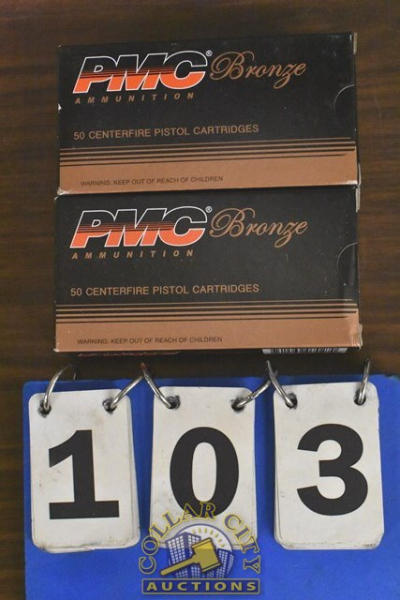 PMC® Bronze
AMMUNITION
50 CENTERFIRE PISTOL CARTRIDGES
WARNING: KEEP OUT OF REACH OF CHILDREN
PMC® Bronze
AMMUNITION
50 CENTERFIRE PISTOL CARTRIDGES
WARNING: KEEP OUT OF REACH OF CHILDREN
1 0 3
COLLAR CITY
AUCTIONS